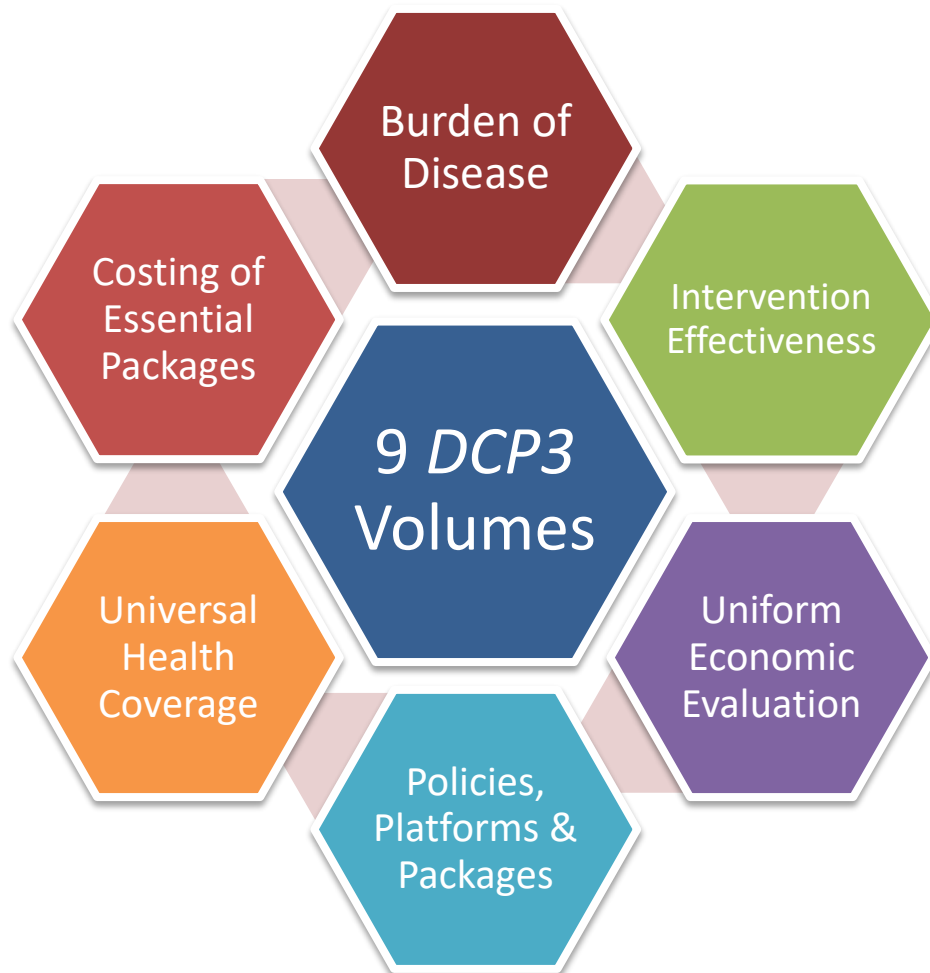 Burden of
Disease
Intervention
Effectiveness
Uniform
Economic
Evaluation
Policies,
Platforms &
Packages
Universal
Health
Coverage
Costing of
Essential
Packages
9 DCP3
Volumes